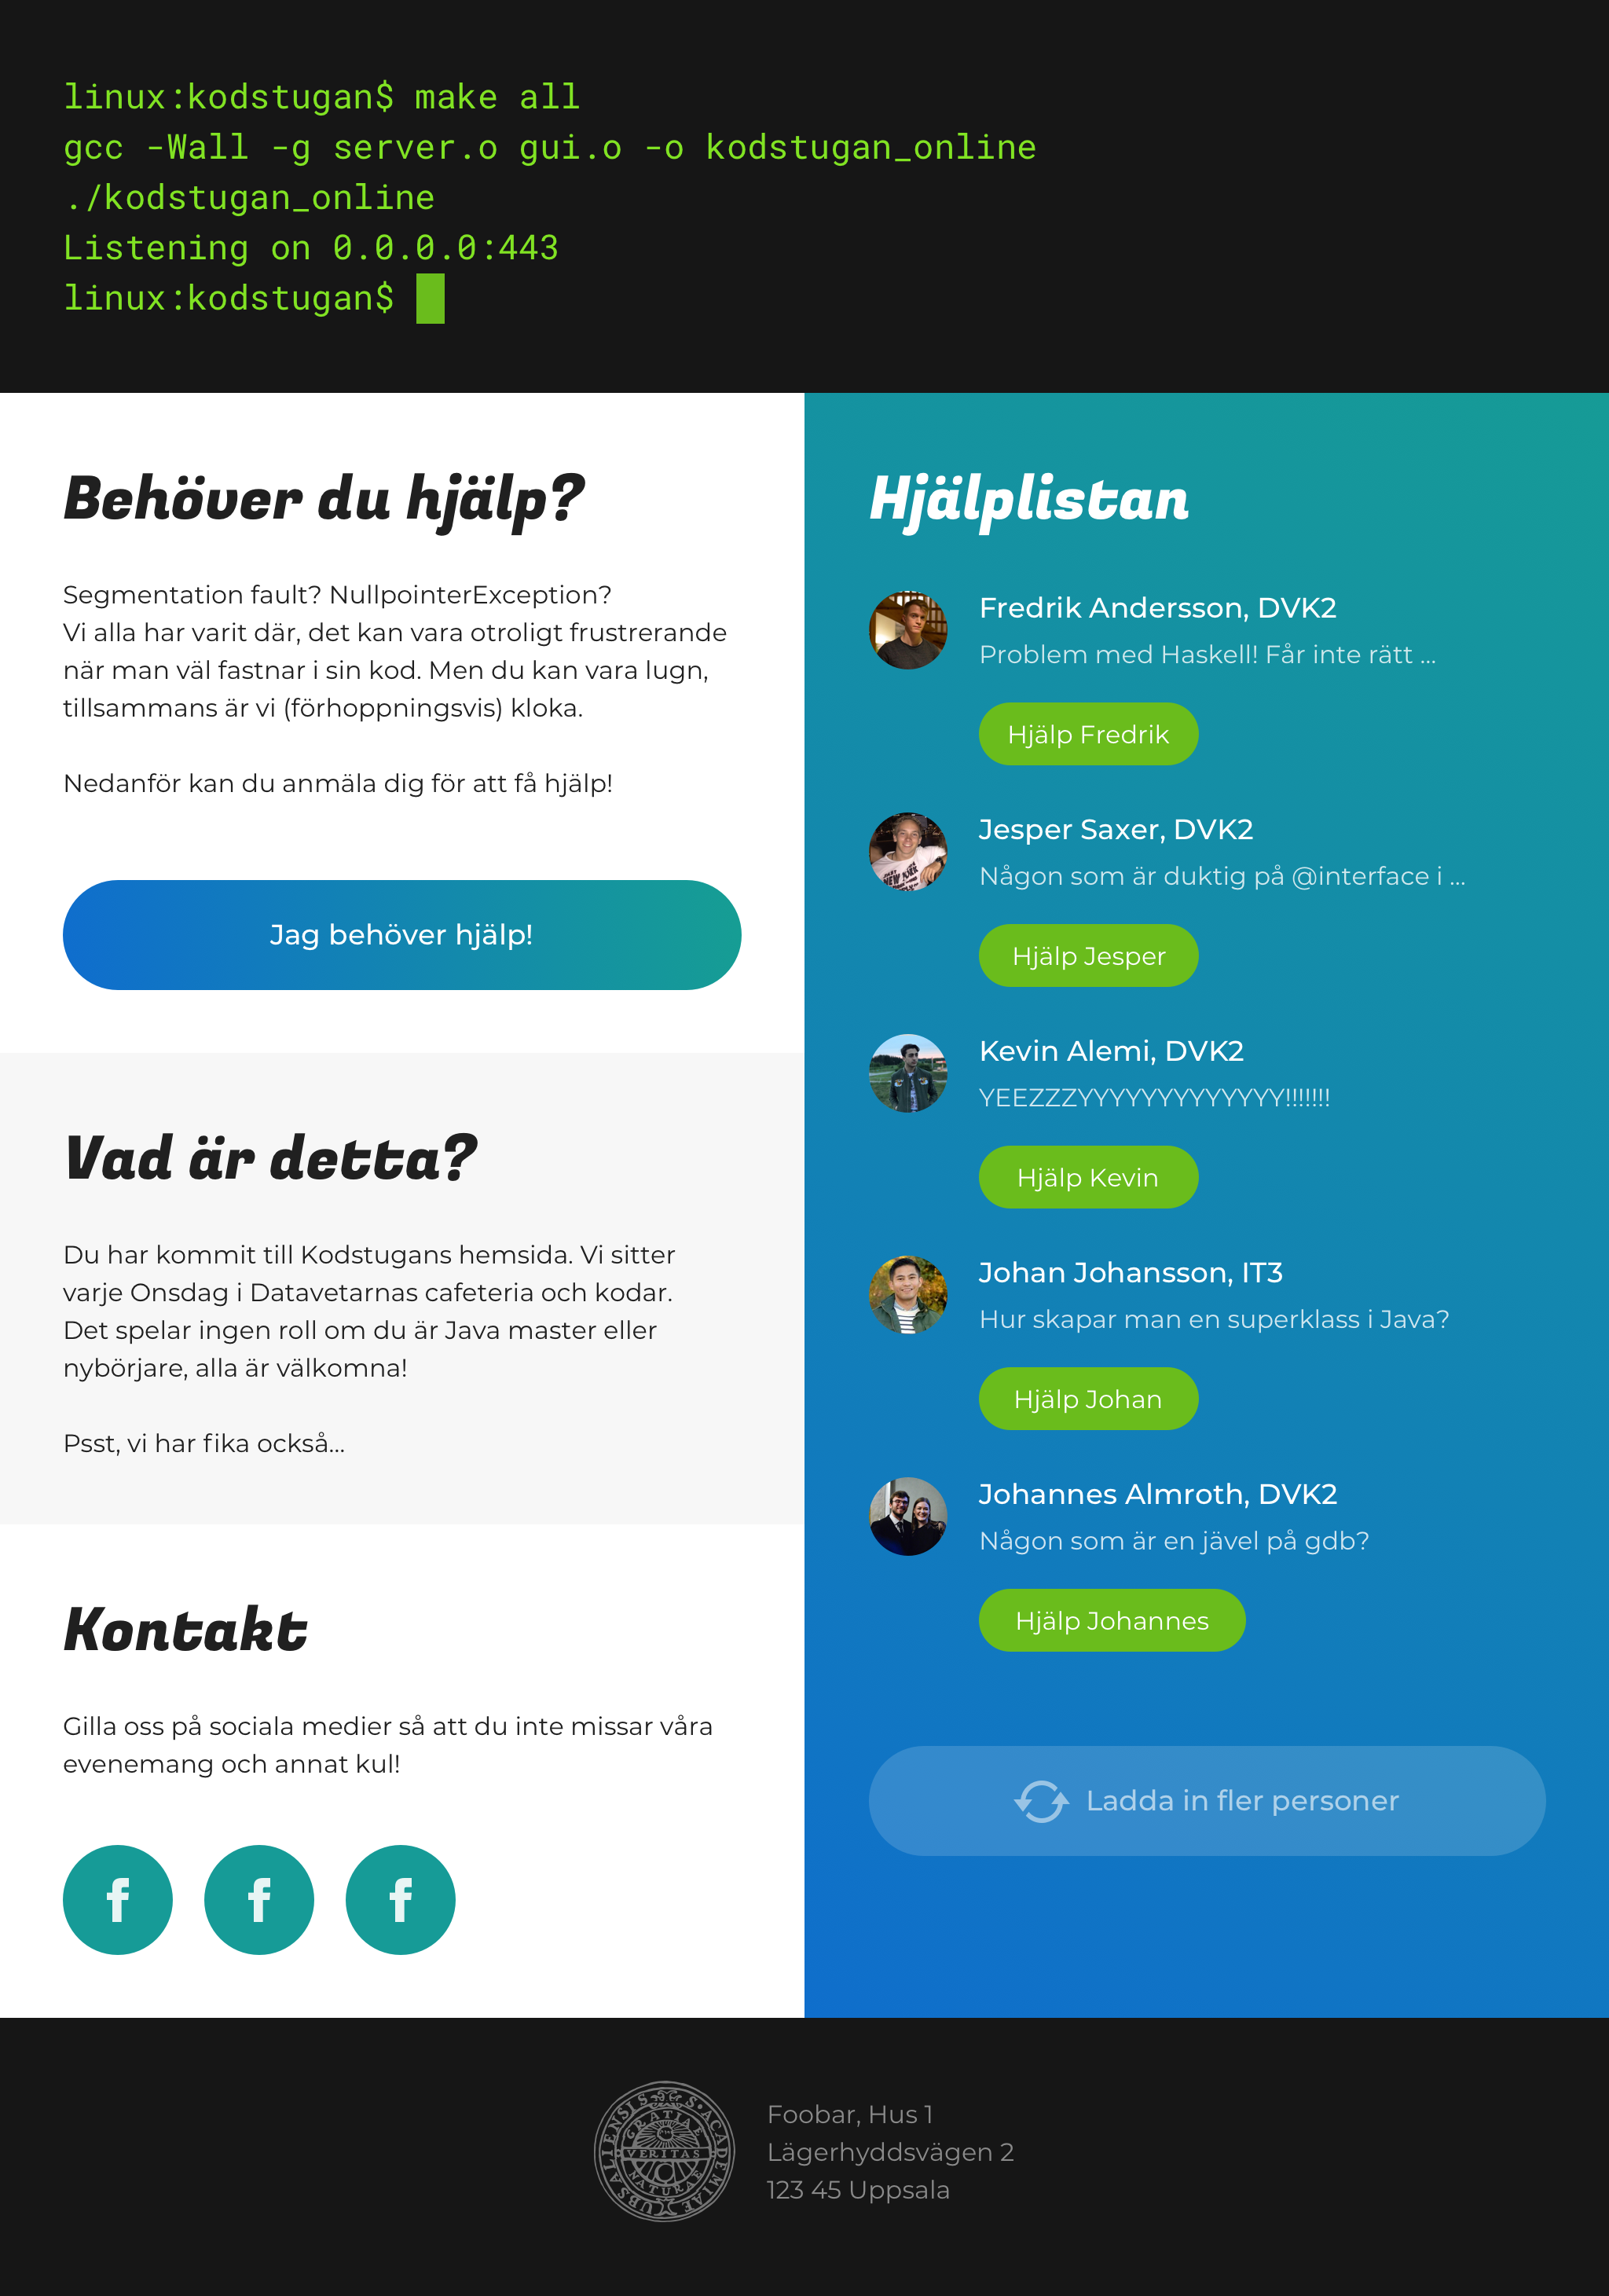 linux:kodstugan$ make all
gcc -Wall -g server.o gui.o -o kodstugan_online
./kodstugan_online
Listening on 0.0.0.0:443
linux:kodstugan$
Behöver du hjälp?
Segmentation fault? NullpointerException?
Vi alla har varit där, det kan vara otroligt frustrerande
när man väl fastnar i sin kod. Men du kan vara lugn,
tillsammans är vi (förhoppningsvis) kloka.
Nedanför kan du anmäla dig för att få hjälp!
Jag behöver hjälp!
Vad är detta?
Du har kommit till Kodstugans hemsida. Vi sitter
varje Onsdag i Datavetarnas cafeteria och kodar.
Det spelar ingen roll om du är Java master eller
nybörjare, alla är välkomna!
Psst, vi har fika också...
Kontakt
Gilla oss på sociala medier så att du inte missar våra
evenemang och annat kul!
f f f
Hjälplistan
Fredrik Andersson, DVK2
Problem med Haskell! Får inte rätt ...
Hjälp Fredrik
Jesper Saxer, DVK2
Någon som är duktig på @interface i ...
Hjälp Jesper
Kevin Alemi, DVK2
YEEZZZYYYYYYYYYYYYY!!!!!!!
Hjälp Kevin
Johan Johansson, IT3
Hur skapar man en superklass i Java?
Hjälp Johan
Johannes Almroth, DVK2
Någon som är en jävel på gdb?
Hjälp Johannes
Ladda in fler personer
GRATIAE
VERITAS
NATURAE
Foobar, Hus 1
Lägerhyddsvägen 2
123 45 Uppsala